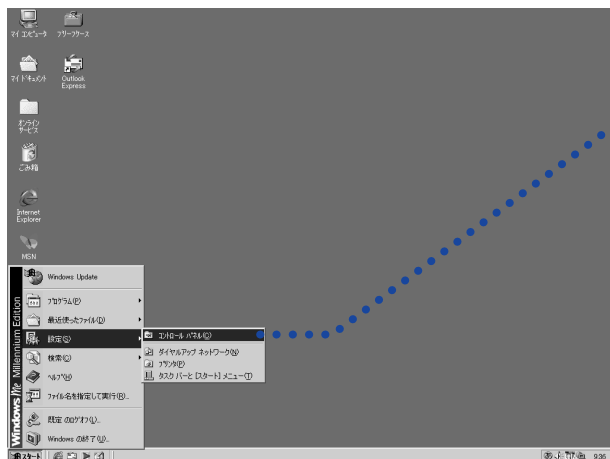 マイ コンピュータ
ブリーフケース
マイ ドキュメント
Outlook
Express
オンライン
サービス
ごみ箱
Internet
Explorer
MSN
Windows Me Millennium Edition
Windows Update
プログラム(P)
最近使ったファイル(D)
設定(S)
検索(C)
ヘルプ(H)
ファイル名を指定して実行(R)...
既定 のログオフ(L)...
Windows の終了(U)...
コントロール パネル(C)
ダイヤルアップ ネットワーク(N)
プリンタ(P)
タスク バーと [スタート] メニュー(T)
スタート
9:36